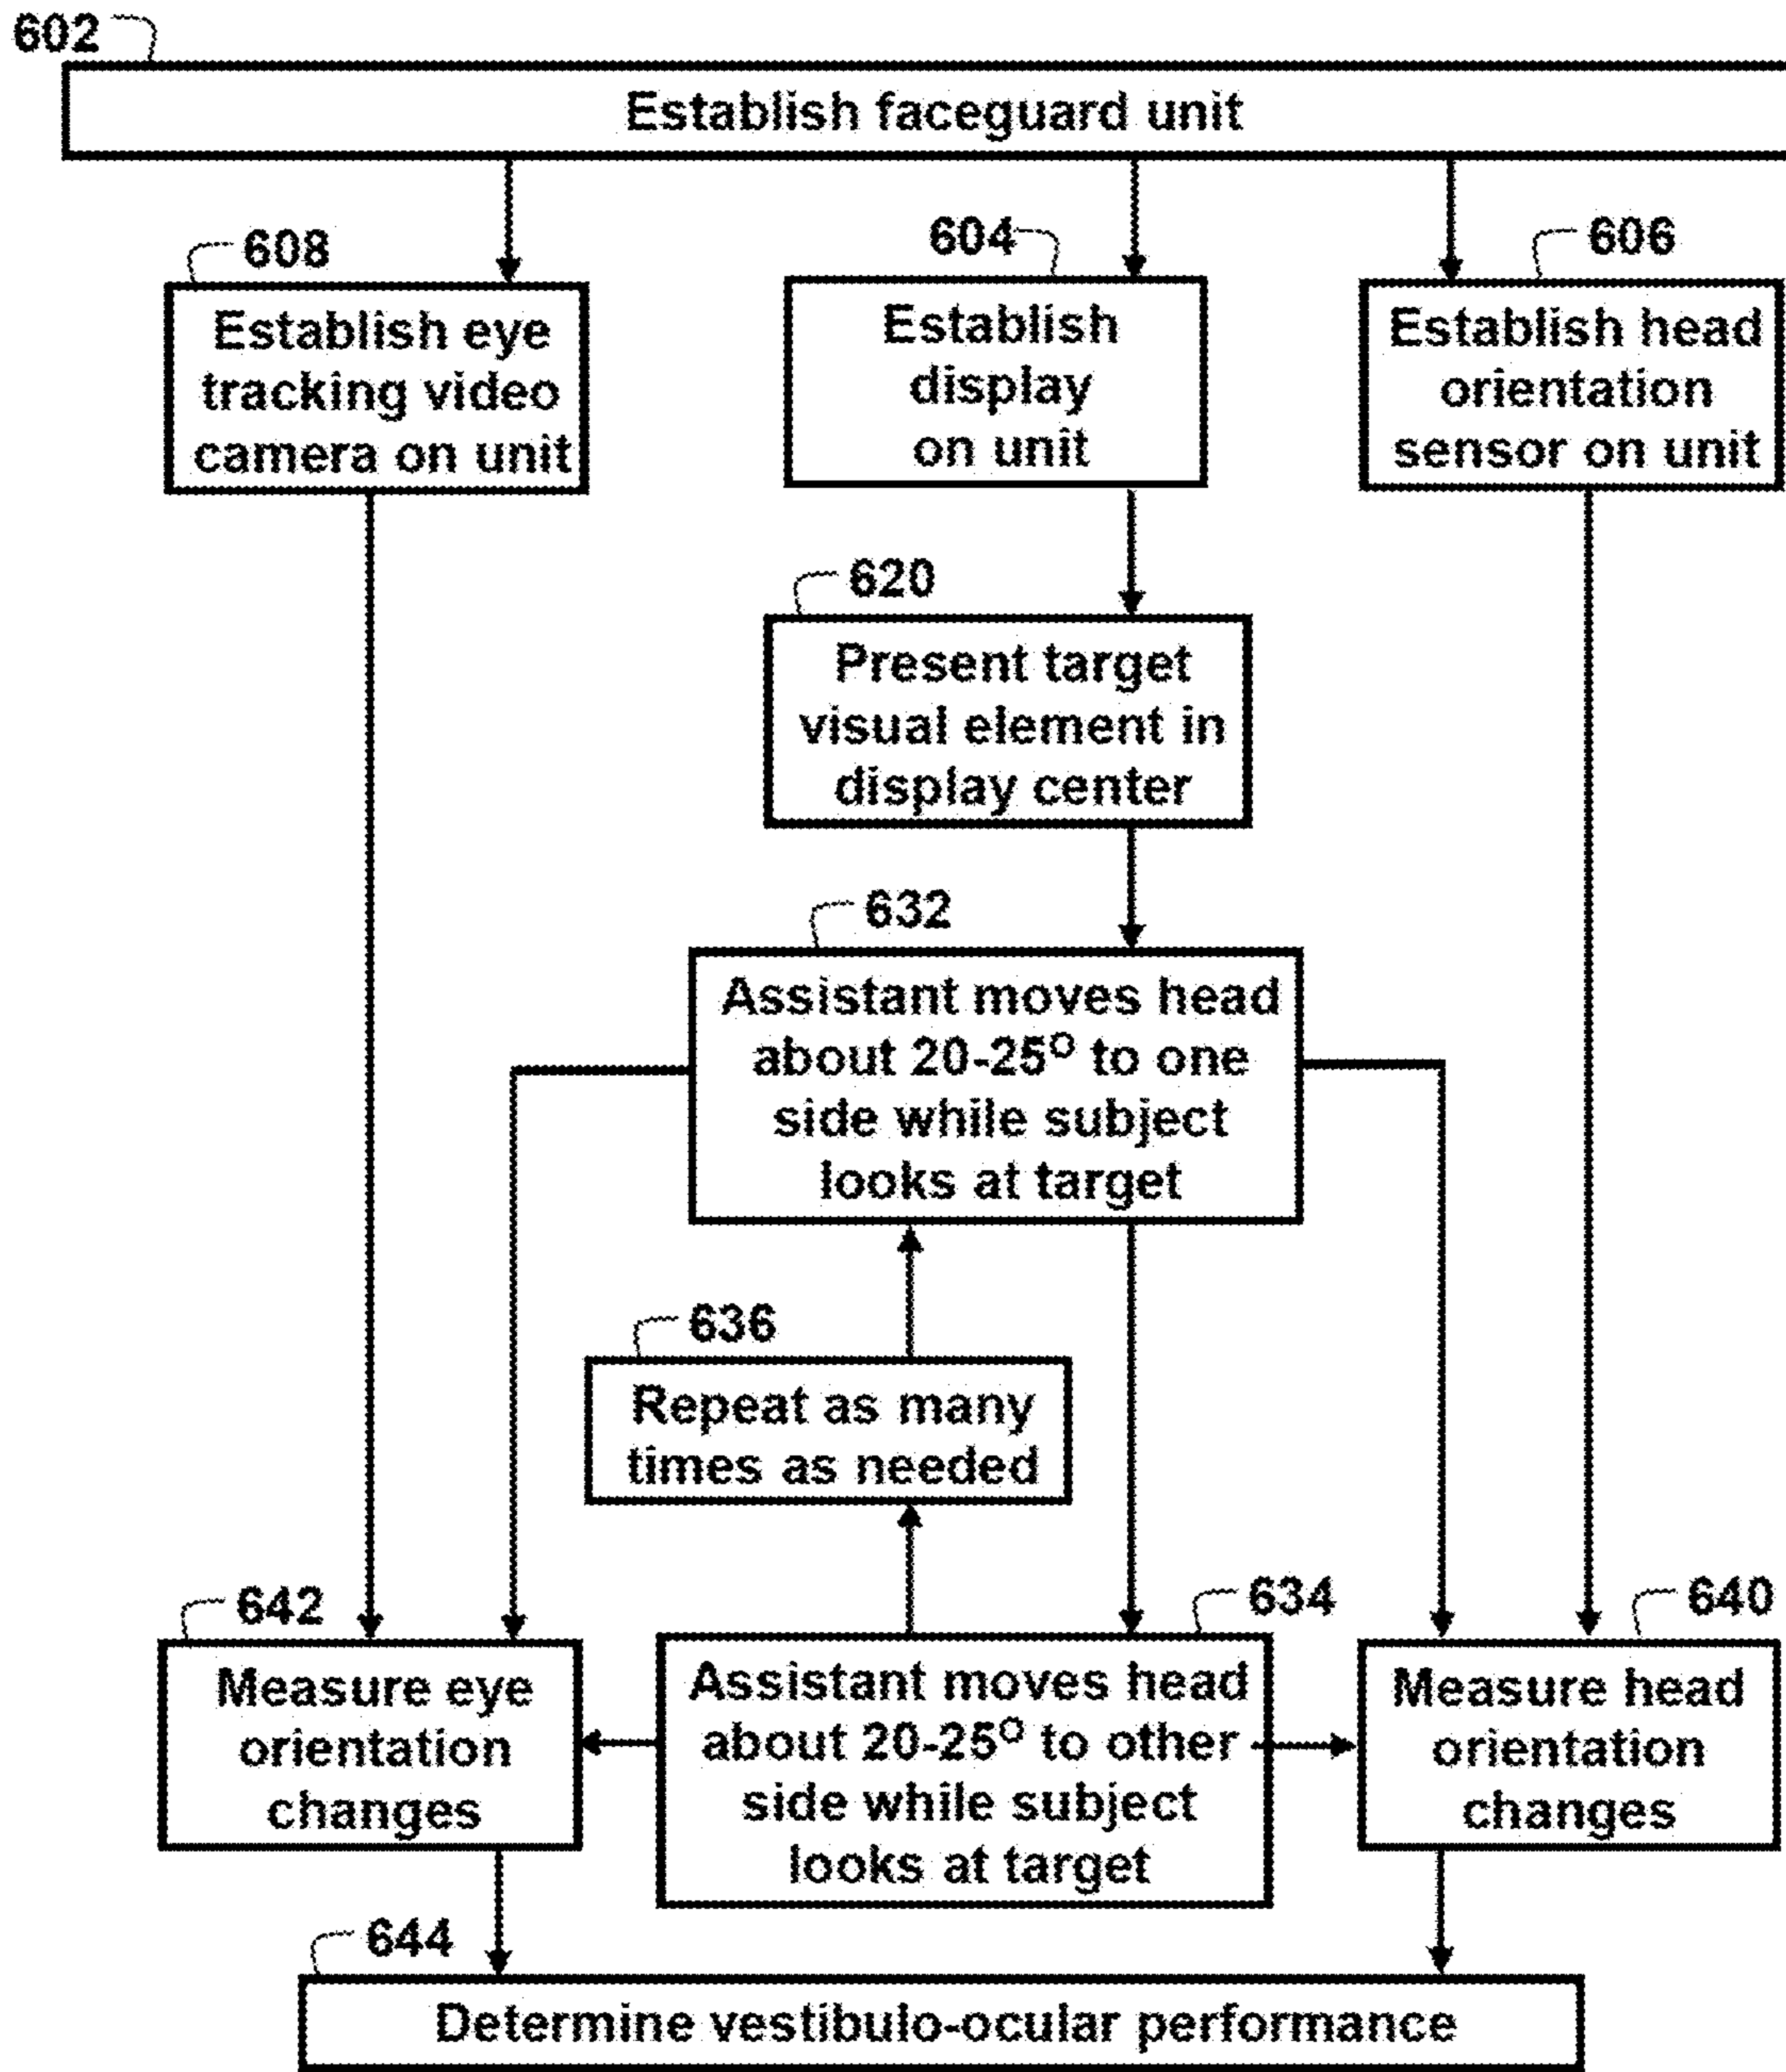 602
Establish faceguard unit
608
Establish eye
tracking video
camera on unit
604
Establish
display
on unit
606
Establish head
orientation
sensor on unit
620
Present target
visual element in
display center
632
Assistant moves head
about 20-25° to one
side while subject
looks at target
636
Repeat as many
times as needed
642
Measure eye
orientation
changes
634
Assistant moves head
about 20-25° to other
side while subject
looks at target
640
Measure head
orientation
changes
644
Determine vestibulo-ocular performance